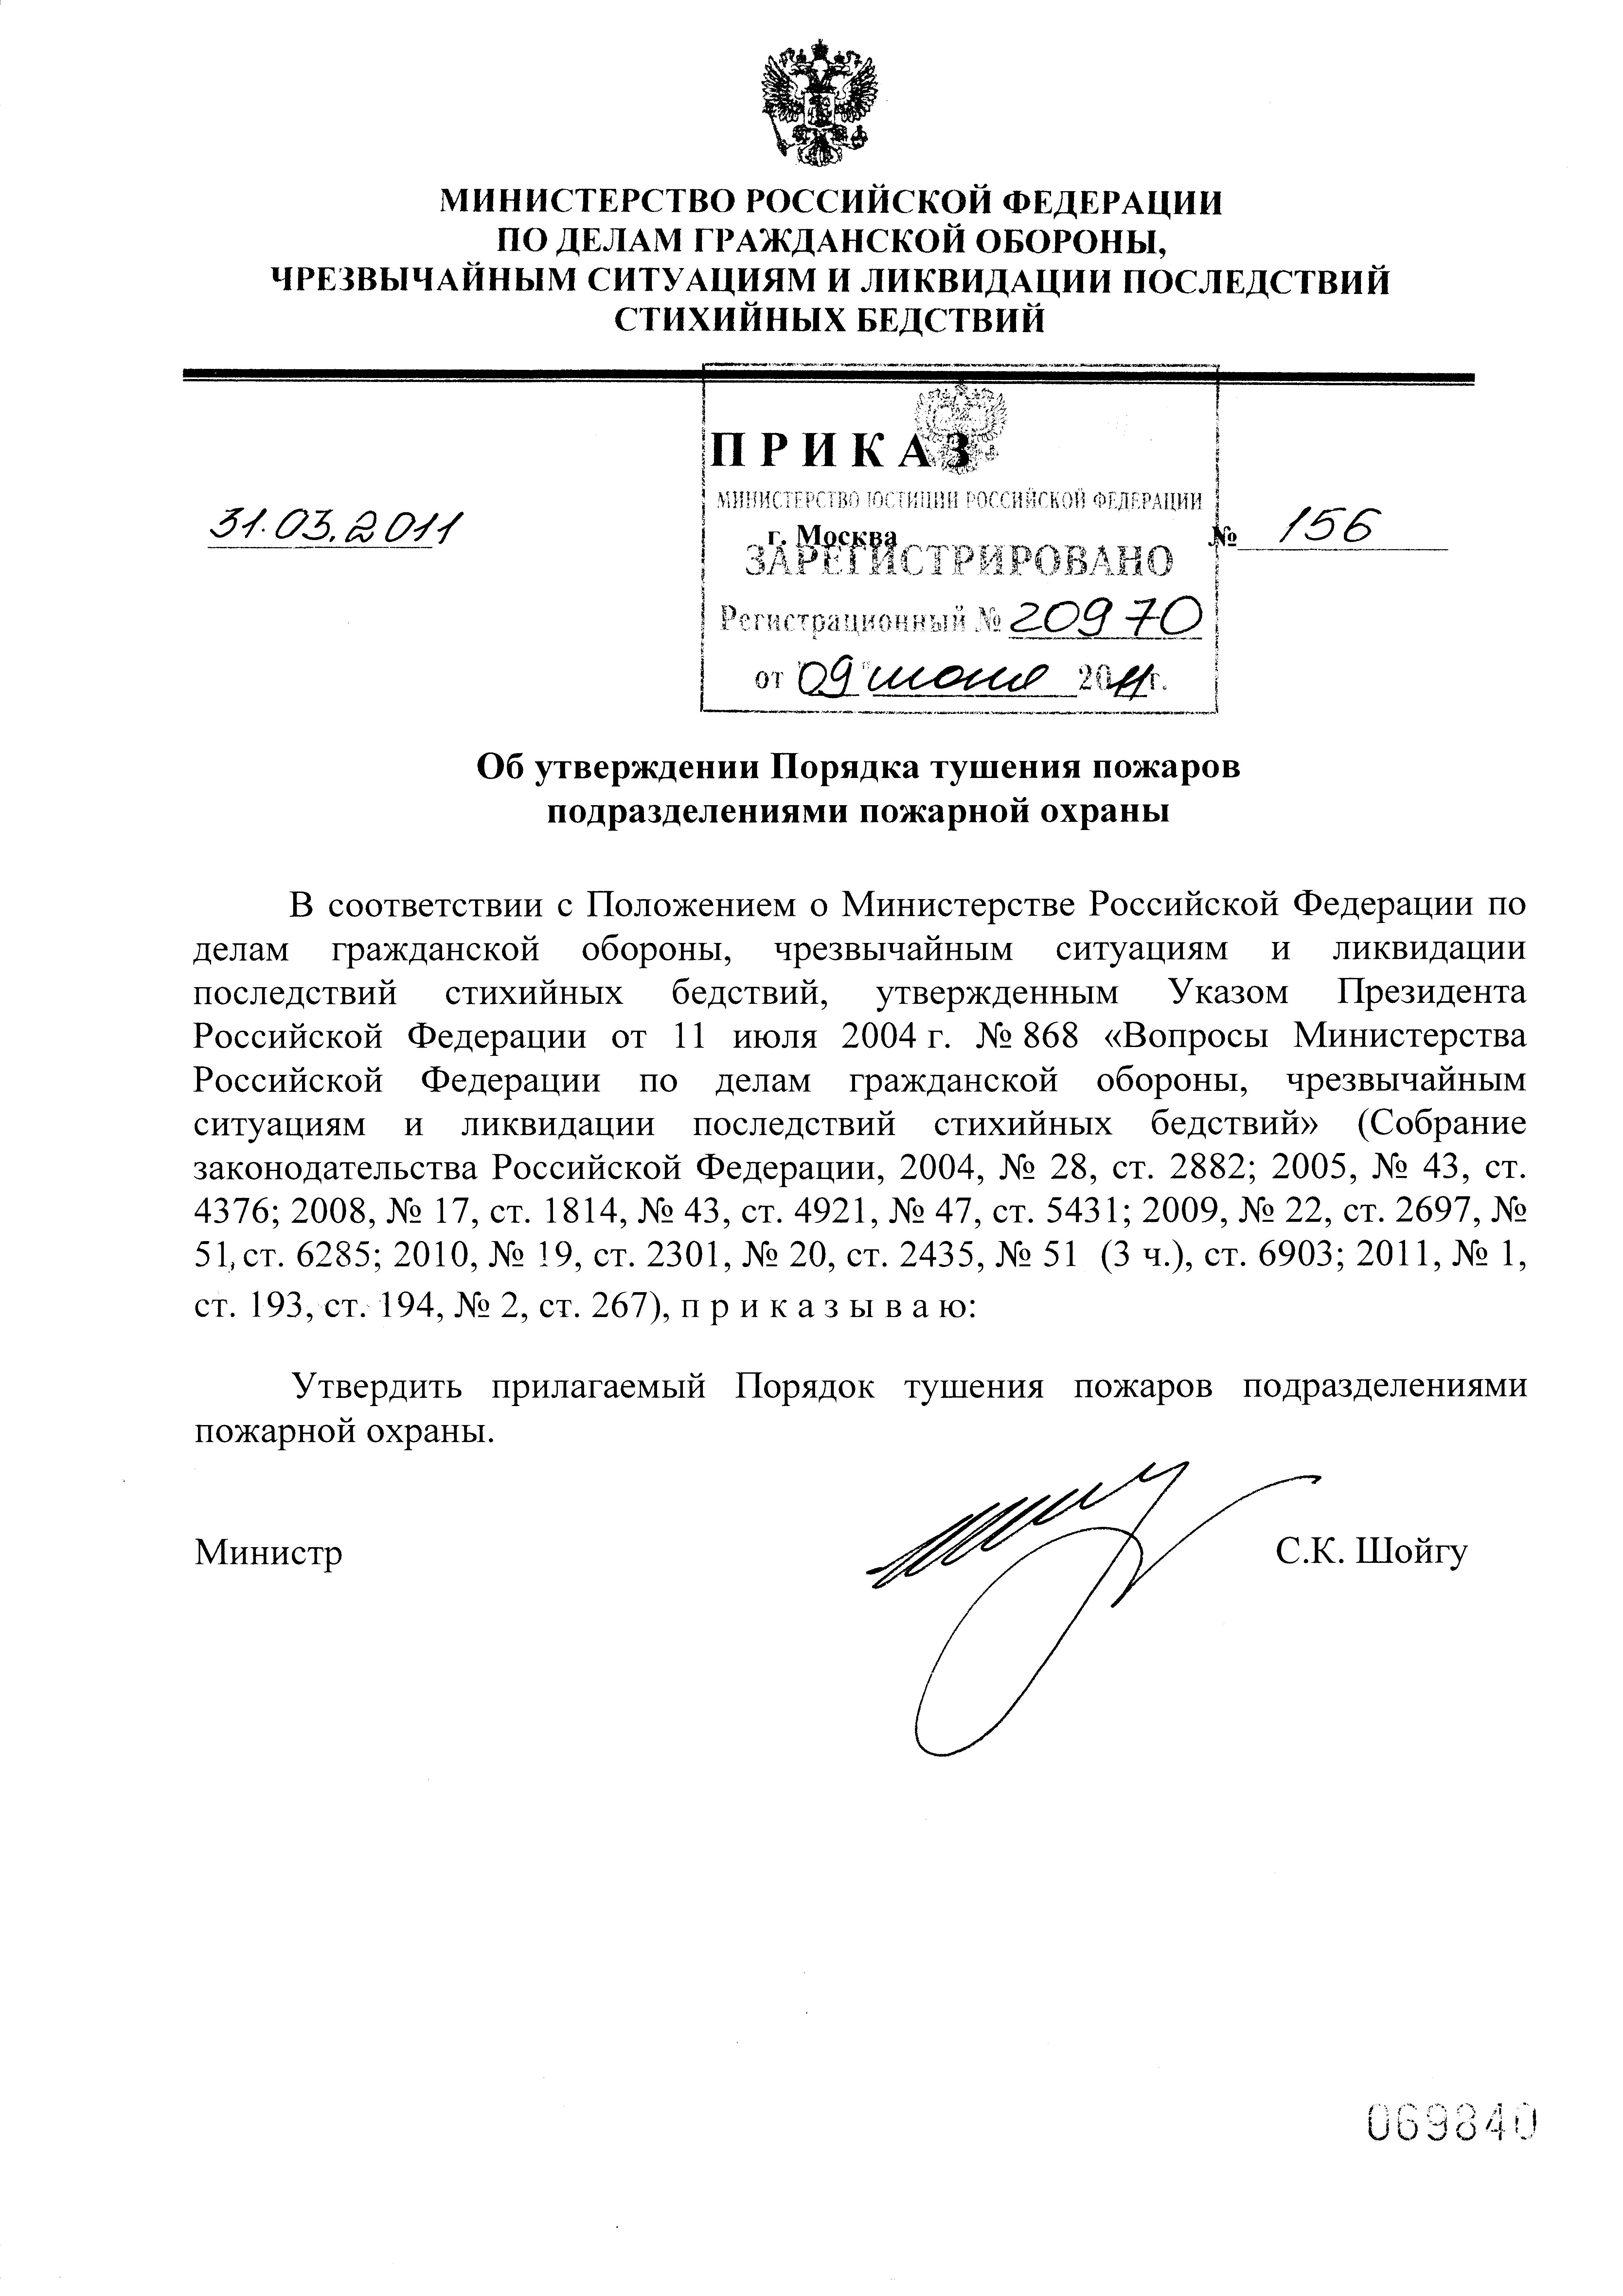 МИНИСТЕРСТВО РОССИЙСКОЙ ФЕДЕРАЦИИ
ПО ДЕЛАМ ГРАЖДАНСКОЙ ОБОРОНЫ,
ЧРЕЗВЫЧАЙНЫМ СИТУАЦИЯМ И ЛИКВИДАЦИИ ПОСЛЕДСТВИЙ
СТИХИЙНЫХ БЕДСТВИЙ
П Р И К А З
МИНИСТЕРСТВО ЮСТИЦИИ РОССИЙСКОЙ ФЕДЕРАЦИИ
31.03.2011
г. Москва
№ 156
ЗАРЕГИСТРИРОВАНО
Регистрационный № 20970
от "09" июня 2011г.
Об утверждении Порядка тушения пожаров
подразделениями пожарной охраны
В соответствии с Положением о Министерстве Российской Федерации по
делам гражданской обороны, чрезвычайным ситуациям и ликвидации
последствий стихийных бедствий, утвержденным Указом Президента
Российской Федерации от 11 июля 2004 г. № 868 «Вопросы Министерства
Российской Федерации по делам гражданской обороны, чрезвычайным
ситуациям и ликвидации последствий стихийных бедствий» (Собрание
законодательства Российской Федерации, 2004, № 28, ст. 2882; 2005, № 43, ст.
4376; 2008, № 17, ст. 1814, № 43, ст. 4921, № 47, ст. 5431; 2009, № 22, ст. 2697, №
51, ст. 6285; 2010, № 19, ст. 2301, № 20, ст. 2435, № 51 (3 ч.), ст. 6903; 2011, № 1,
ст. 193, ст. 194, № 2, ст. 267), п р и к а з ы в а ю:
Утвердить прилагаемый Порядок тушения пожаров подразделениями
пожарной охраны.
Министр
С.К. Шойгу
069840